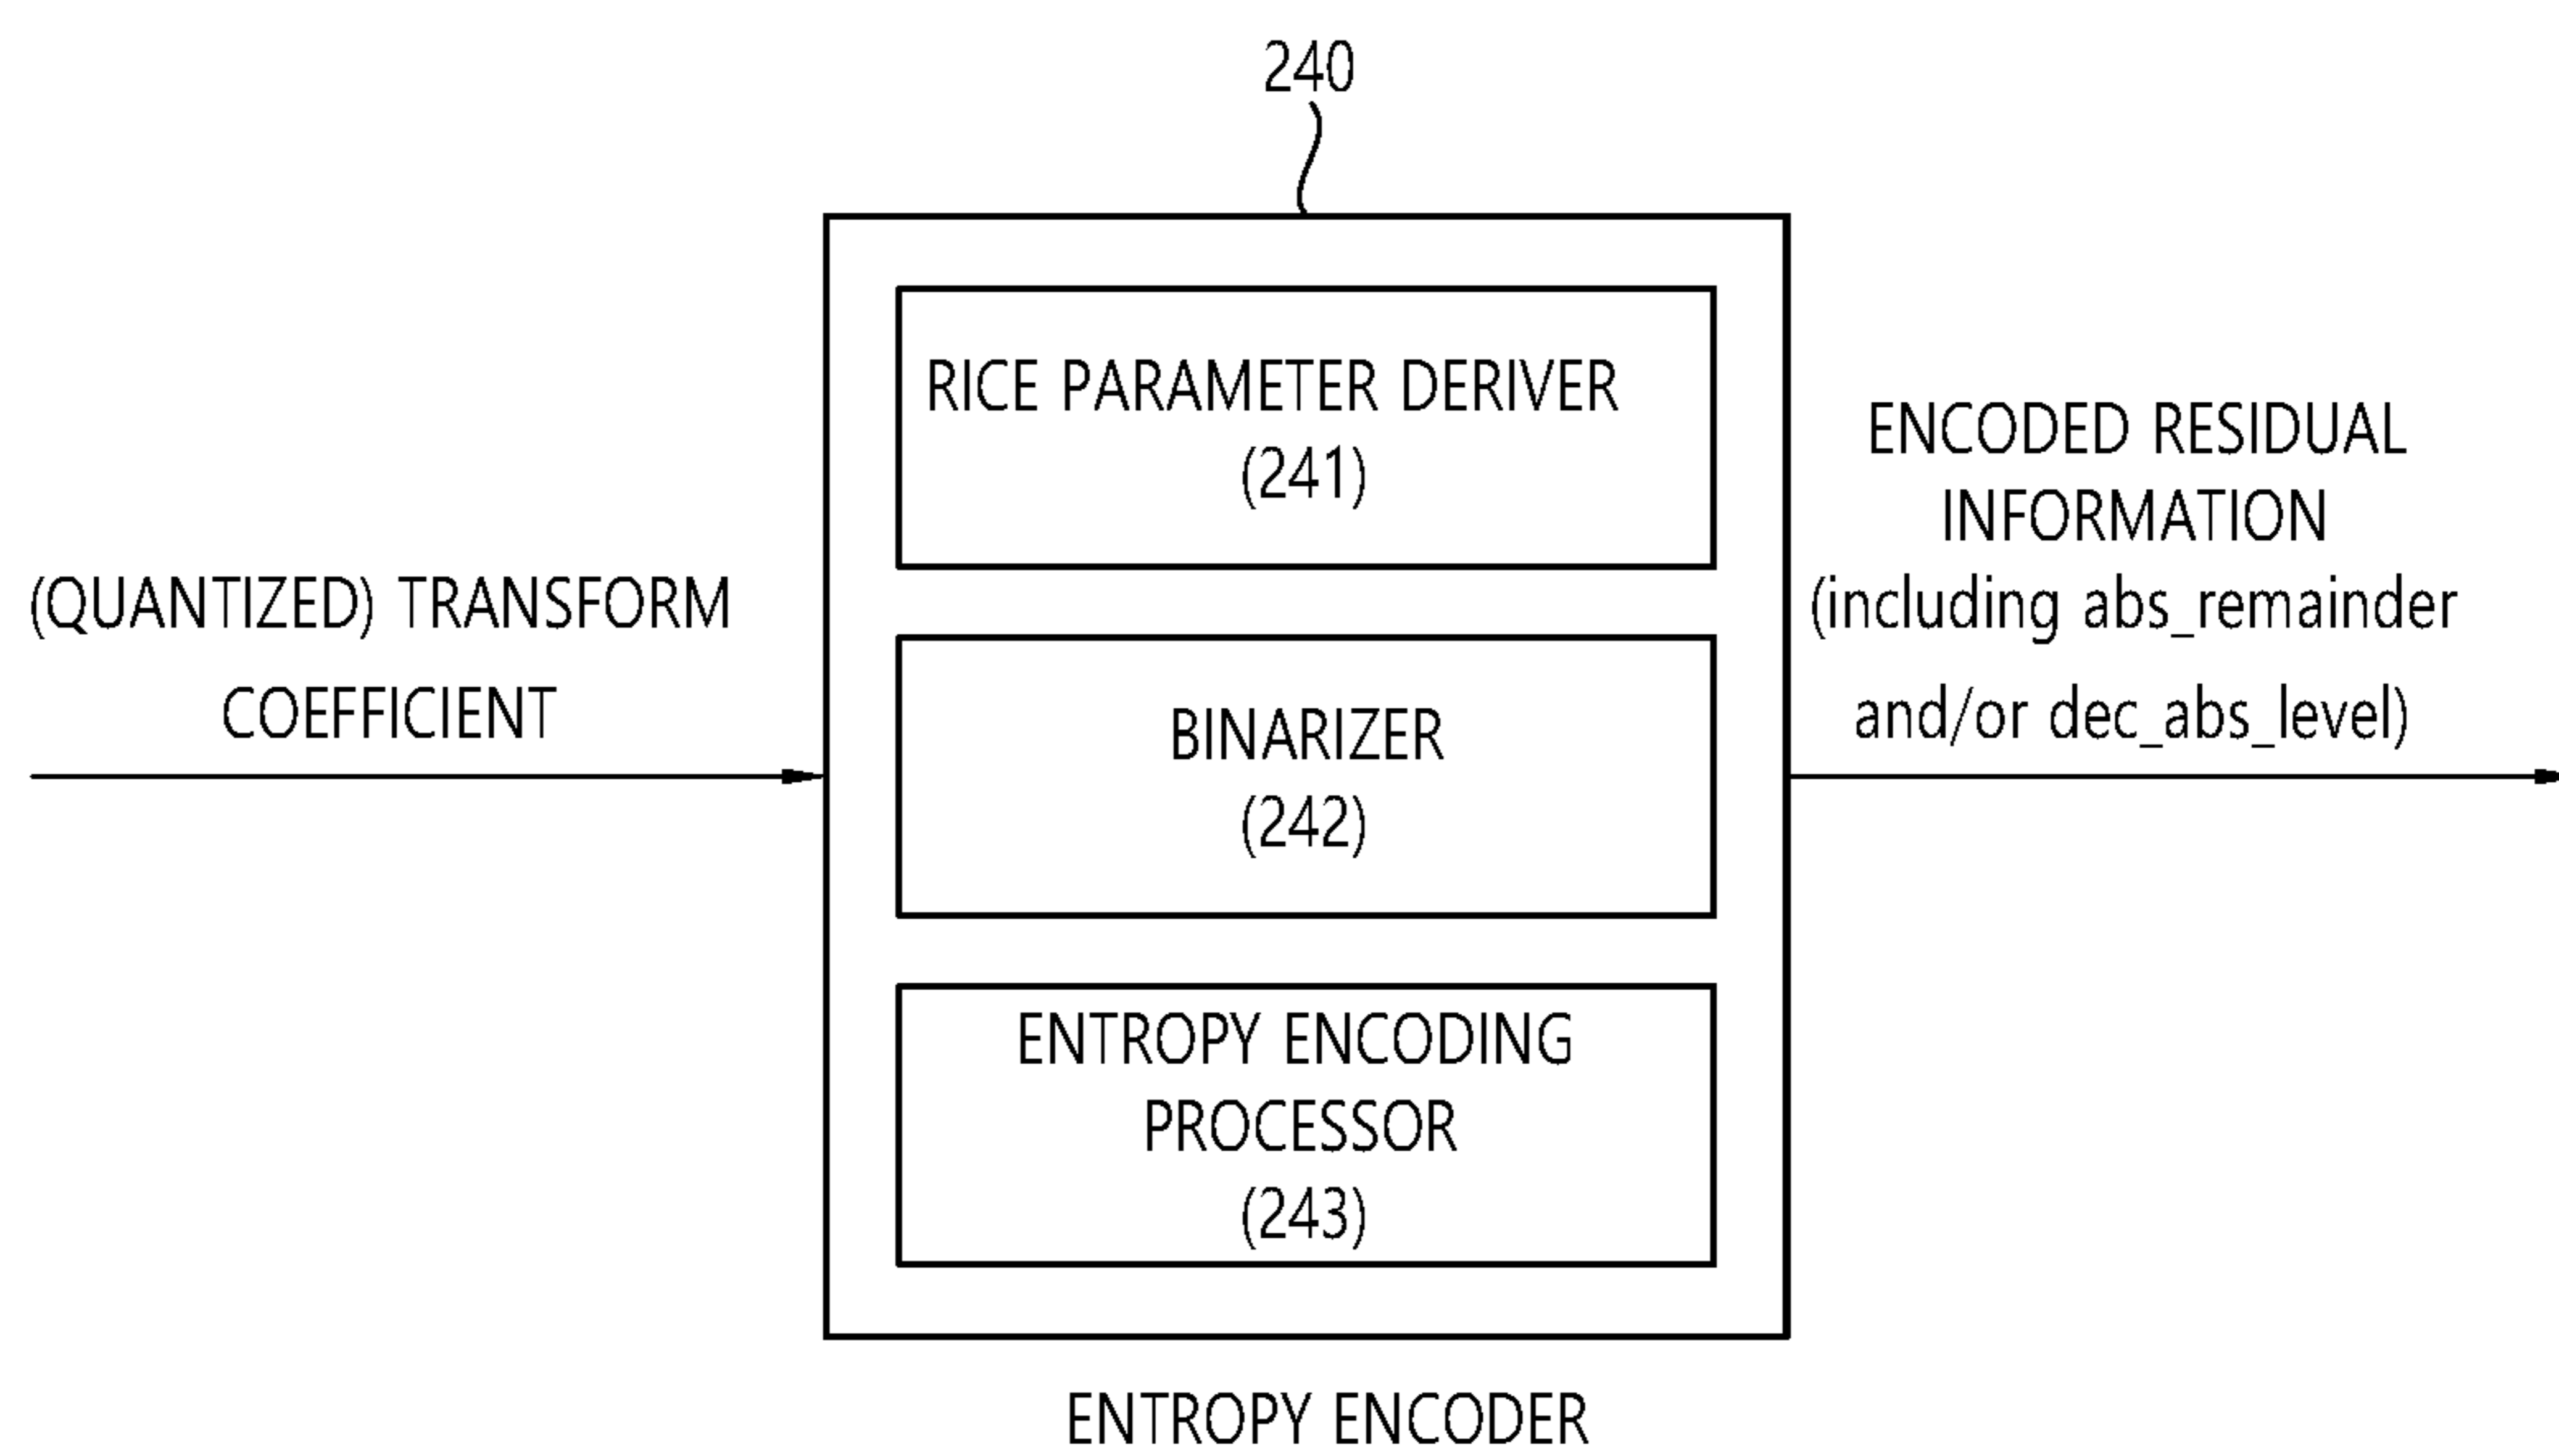 240
RICE PARAMETER DERIVER
(241)
(QUANTIZED) TRANSFORM
COEFFICIENT
BINARIZER
(242)
ENTROPY ENCODING
PROCESSOR
(243)
ENCODED RESIDUAL
INFORMATION
(including abs_remainder
and/or dec_abs_level)
ENTROPY ENCODER